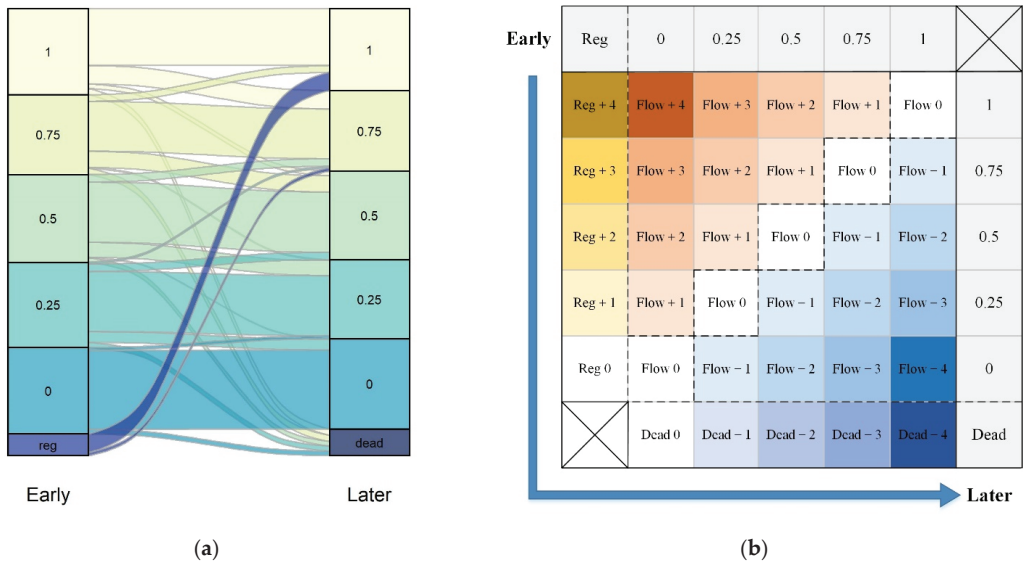 1
0.75
0.5
0.25
0
reg
Early
1
0.75
0.5
0.25
0
dead
Later
(a)
Early Reg 0 0.25 0.5 0.75 1
Reg + 4 Flow + 4 Flow + 3 Flow + 2 Flow + 1 Flow 0 1
Reg + 3 Flow + 3 Flow + 2 Flow + 1 Flow 0 Flow − 1 0.75
Reg + 2 Flow + 2 Flow + 1 Flow 0 Flow − 1 Flow − 2 0.5
Reg + 1 Flow + 1 Flow 0 Flow − 1 Flow − 2 Flow − 3 0.25
Reg 0 Flow 0 Flow − 1 Flow − 2 Flow − 3 Flow − 4 0
Dead 0 Dead − 1 Dead − 2 Dead − 3 Dead − 4 Dead
Later
(b)